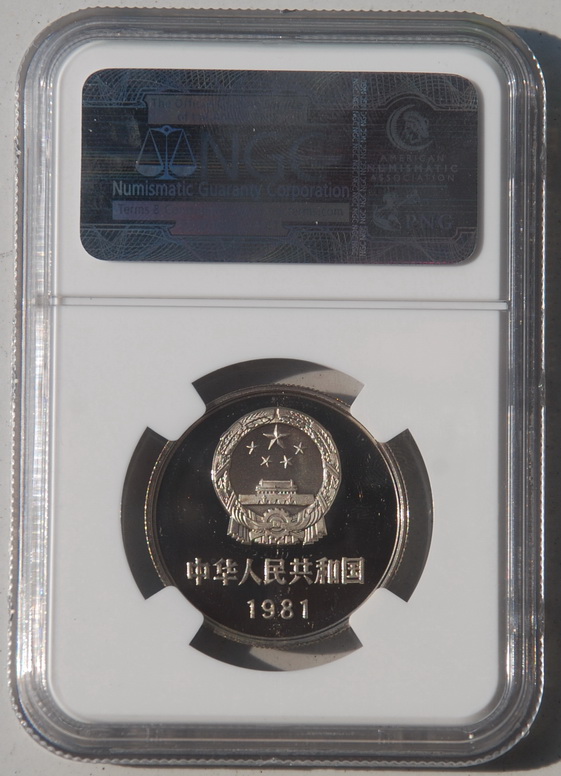 NGC
Numismatic Guaranty Corporation
AMERICAN
NUMISMATIC
ASSOCIATION
PNG
中华人民共和国
1981